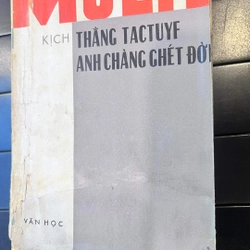 KỊCH
THẰNG TACTUYF
ANH CHÀNG GHÉT ĐỜI
VĂN HỌC